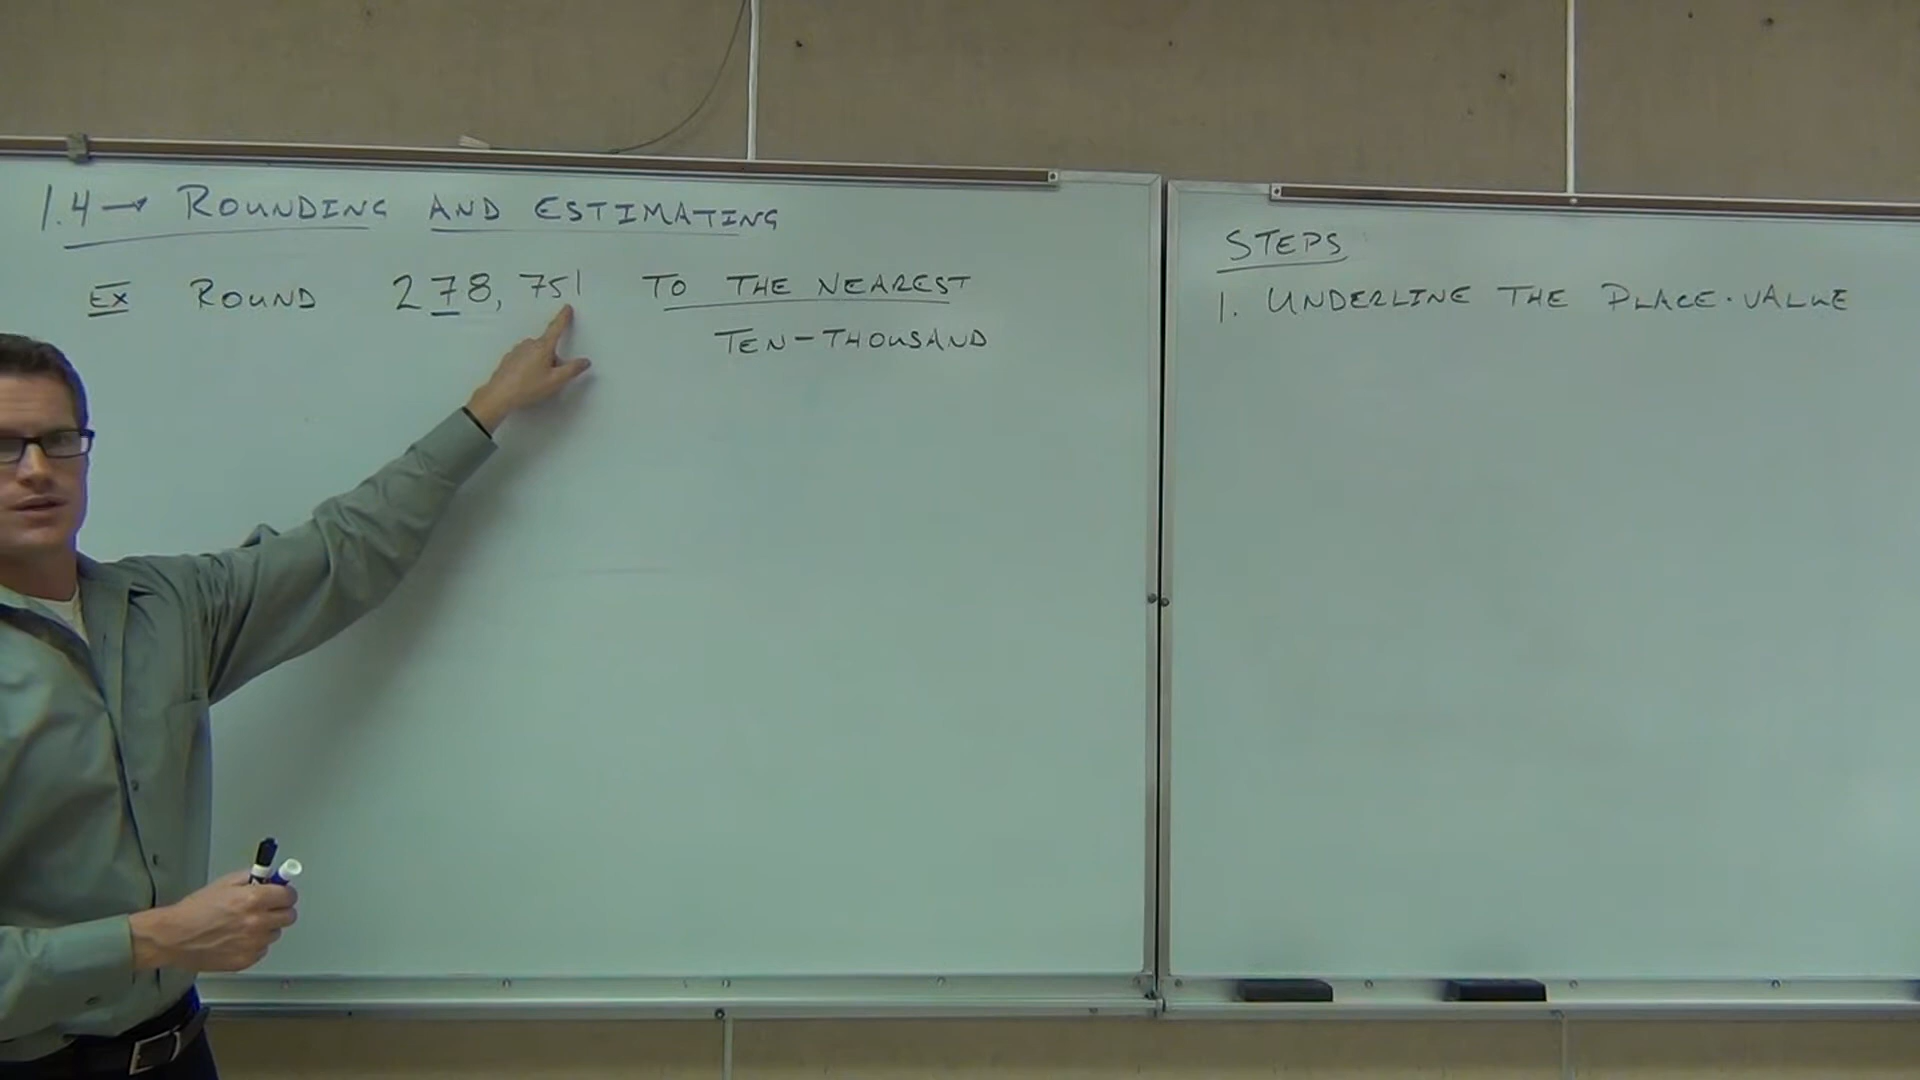 1.4 → ROUNDING AND ESTIMATING
EX ROUND 278,751 TO THE NEAREST
TEN-THOUSAND
STEPS
1. UNDERLINE THE PLACE-VALUE